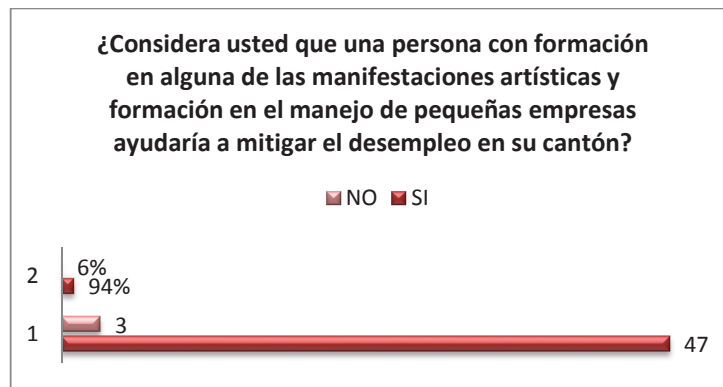 ¿Considera usted que una persona con formación
en alguna de las manifestaciones artísticas y
formación en el manejo de pequeñas empresas
ayudaría a mitigar el desempleo en su cantón?
NO SI
2
6%
94%
1
3
47